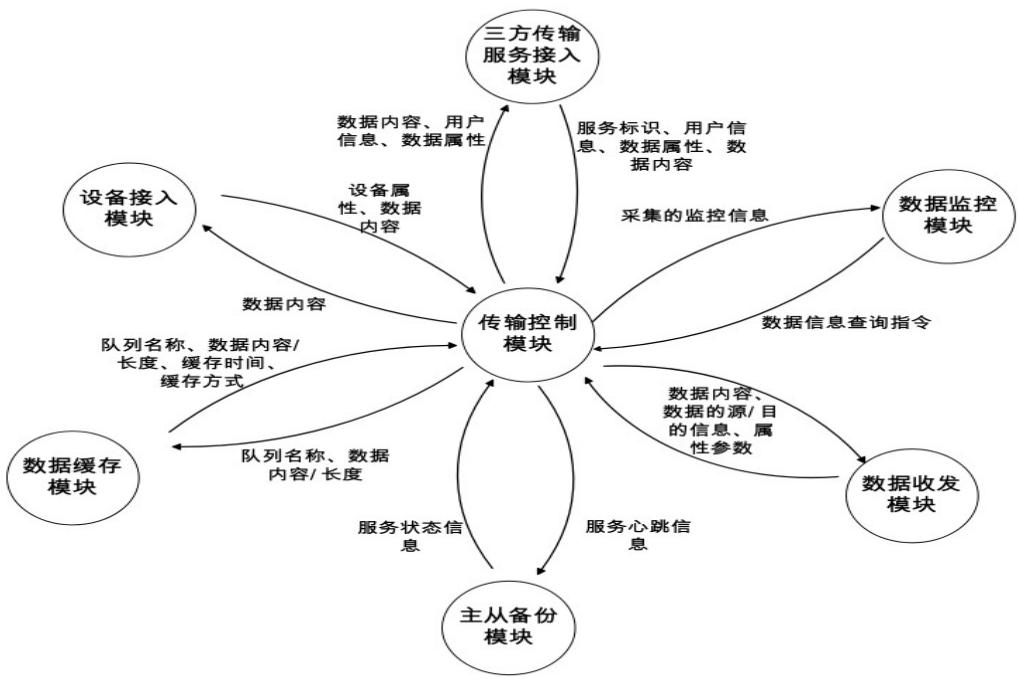 三方传输
服务接入
模块
数据内容、用户
信息、数据属性
服务标识、用户信
息、数据属性、数
据内容
设备接入
模块
设备属
性、数据
内容
采集的监控信息
数据监控
模块
数据内容
传输控制
模块
数据信息查询指令
队列名称、数据内容/
长度、缓存时间、
缓存方式
数据内容、
数据的源/目
的信息、属
性参数
队列名称、数据
内容/长度
数据缓存
模块
数据收发
模块
服务状态信
息
服务心跳信
息
主从备份
模块